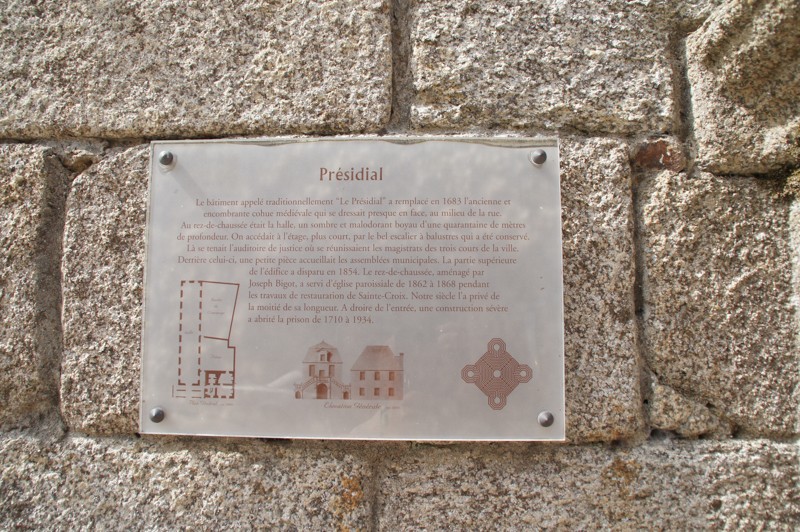 Présidial
Le bâtiment appelé traditionnellement "Le Présidial" a remplacé en 1683 l'ancienne et
encombrante cohue médiévale qui se dressait presque en face, au milieu de la rue.
Au rez-de-chaussée était la halle, un sombre et malodorant boyau d'une quarantaine de mètres
de profondeur. On accédait à l'étage, plus court, par le bel escalier à balustres qui a été conservé.
Là se tenait l'auditoire de justice où se réunissaient les magistrats des trois cours de la ville.
Derrière celui-ci, une petite pièce accueillait les assemblées municipales. La partie supérieure
de l'édifice a disparu en 1854. Le rez-de-chaussée, aménagé par
Joseph Bigot, a servi d'église paroissiale de 1862 à 1868 pendant
les travaux de restauration de Sainte-Croix. Notre siècle l'a privé de
la moitié de sa longueur. A droite de l'entrée, une construction sévère
a abrité la prison de 1710 à 1934.